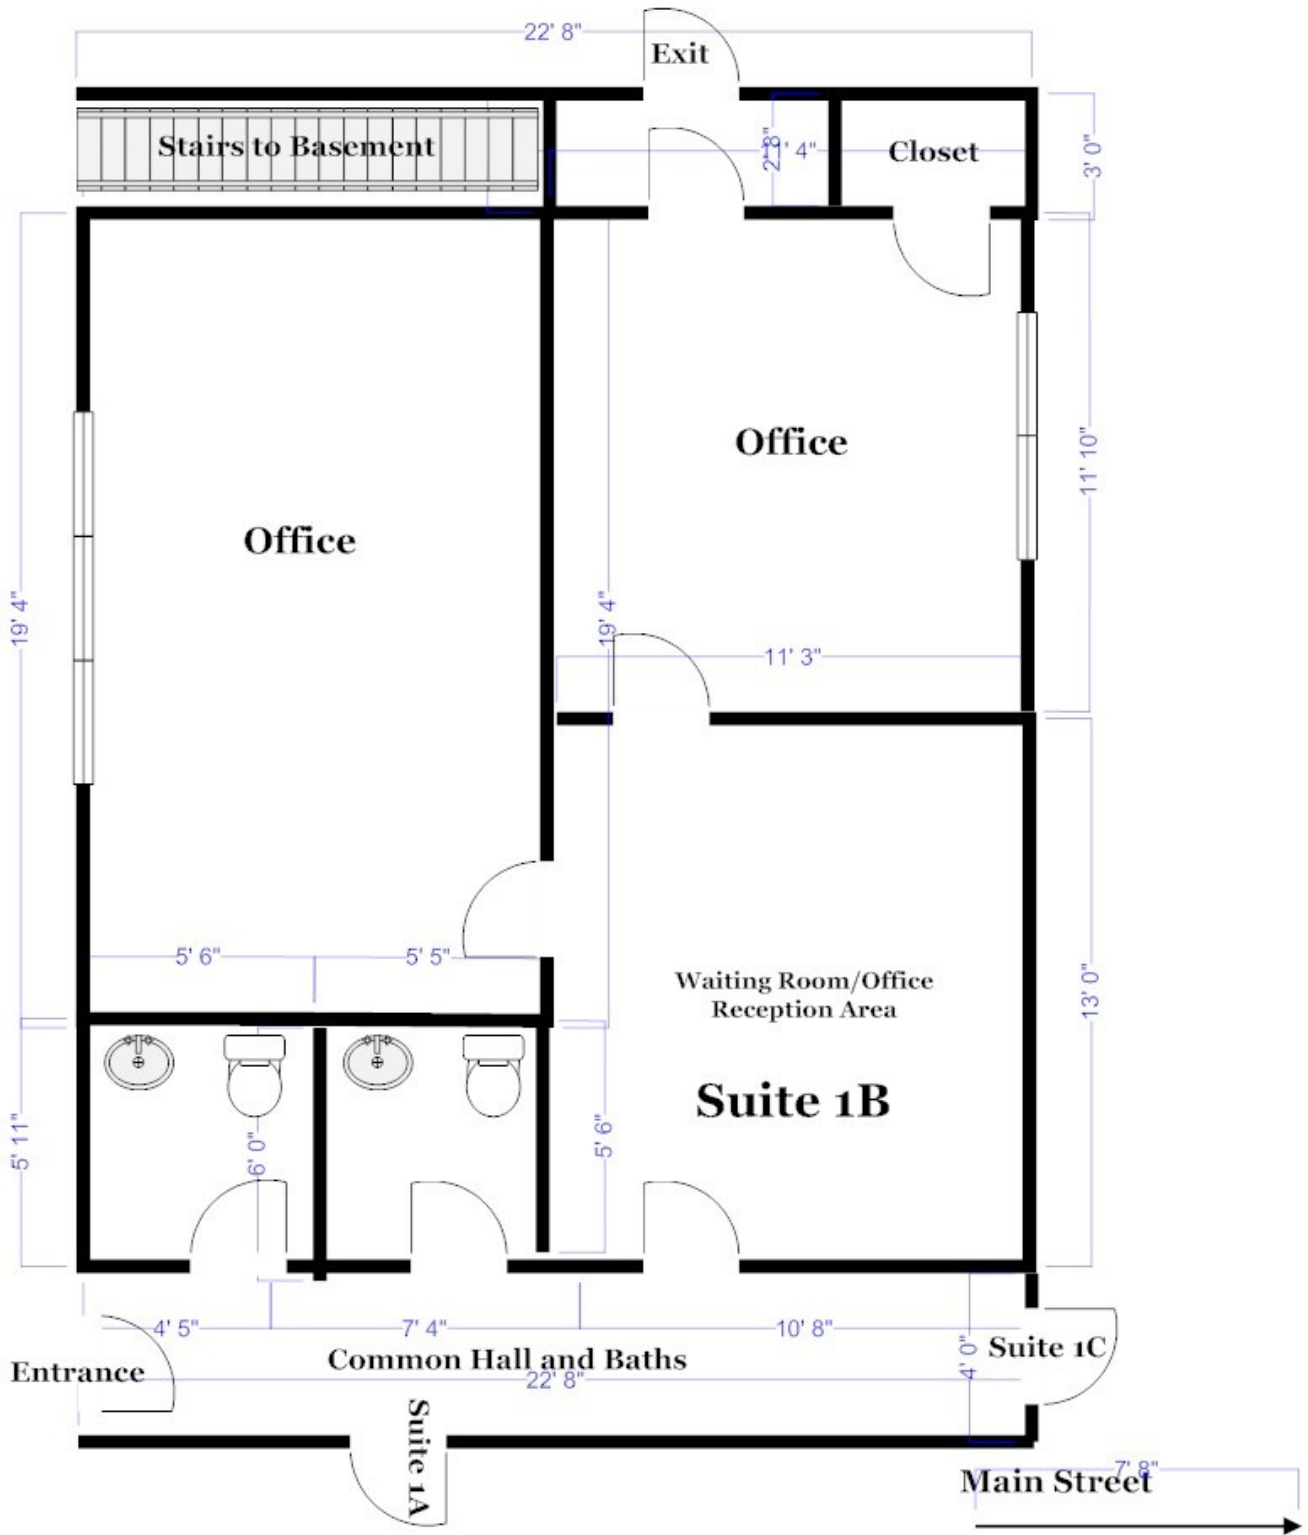 22' 8"
Exit
Stairs to Basement
2' 8"
Closet
3' 0"
Office
11' 10"
Office
19' 4"
19' 4"
11' 3"
5' 6"
5' 5"
Waiting Room/Office
Reception Area
13' 0"
Suite 1B
5' 11"
6' 0"
5' 6"
4' 5"
7' 4"
10' 8"
Suite 1C
4' 0"
Common Hall and Baths
Entrance
22' 8"
Suite 1A
7' 8"
Main Street